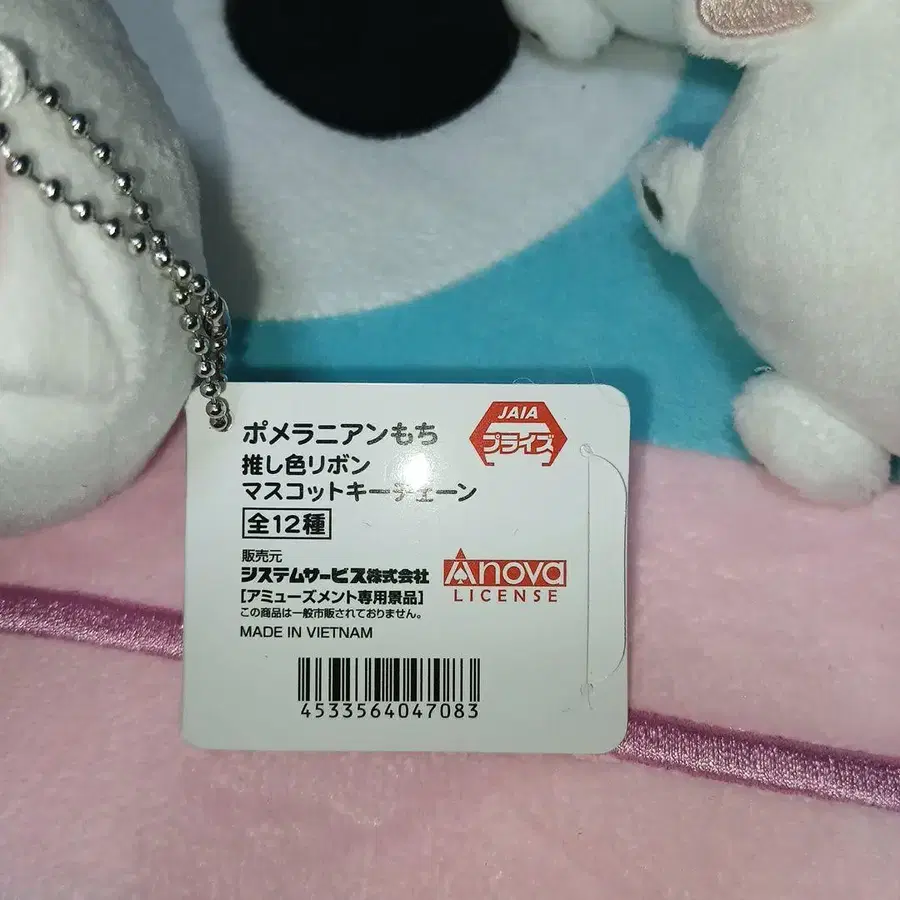 ポメラニアンもち
JAIA
プライズ
推し色リボン
マスコットキーチェーン
全12種
販売元
システムサービス株式会社
Anova
LICENSE
[アミューズメント専用景品]
この商品は一般市販されておりません。
MADE IN VIETNAM
4533564047083